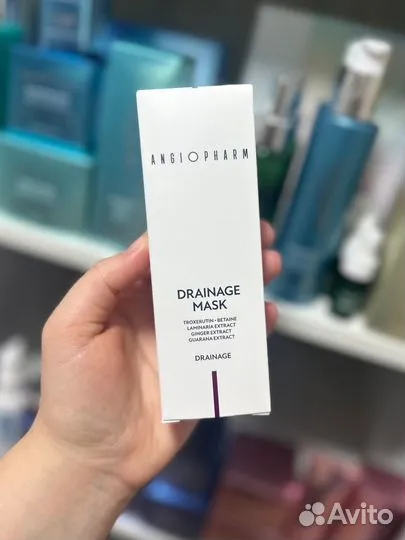 ANGIOPHARM
DRAINAGE
MASK
TROXERUTIN • BETAINE
LAMINARIA EXTRACT
GINGER EXTRACT
GUARANA EXTRACT
DRAINAGE
Avito